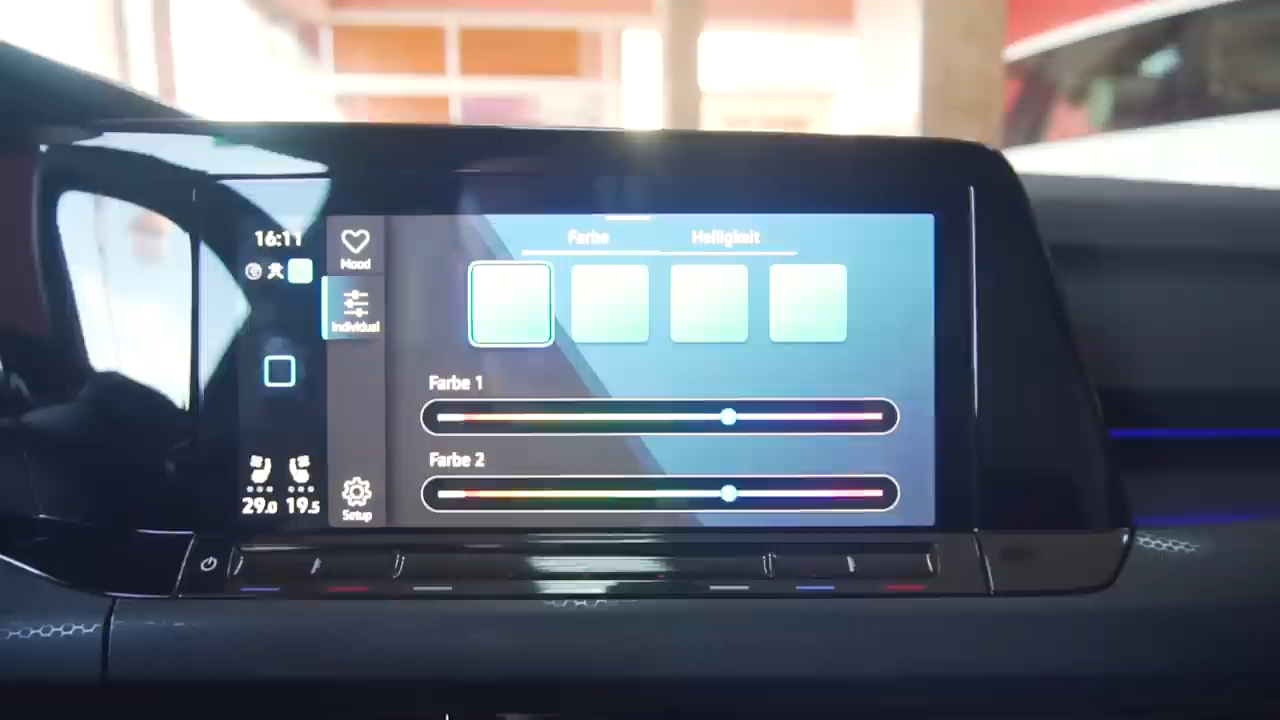 16:11
Mood
Individual
Setup
29.0 19.5
Farbe Helligkeit
Farbe 1
Farbe 2